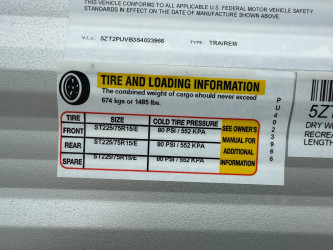 THIS VEHICLE CONFORMS TO ALL APPLICABLE U.S. FEDERAL MOTOR VEHICLE SAFETY
STANDARDS IN EFFECT ON THE DATE OF MANUFACTURE SHOWN ABOVE.
V.I.N.: 5ZT2PUVB3S4023966 TYPE: TRA/REM
TIRE AND LOADING INFORMATION
The combined weight of cargo should never exceed
674 kgs or 1485 lbs.
TIRE SIZE COLD TIRE PRESSURE SEE OWNER'S
FRONT ST225/75R15/E 80 PSI / 552 KPA MANUAL FOR
REAR ST225/75R15/E 80 PSI / 552 KPA ADDITIONAL
SPARE ST225/75R15/E 80 PSI / 552 KPA INFORMATION
PU4023966
5Z
DRY W
RECREA
LENGTH